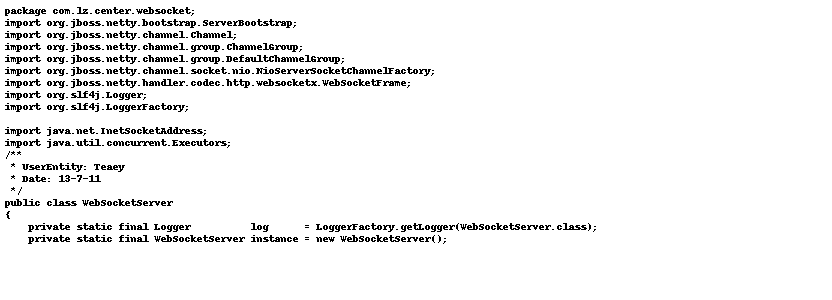 package com.lz.center.websocket;
import org.jboss.netty.bootstrap.ServerBootstrap;
import org.jboss.netty.channel.Channel;
import org.jboss.netty.channel.group.ChannelGroup;
import org.jboss.netty.channel.group.DefaultChannelGroup;
import org.jboss.netty.channel.socket.nio.NioServerSocketChannelFactory;
import org.jboss.netty.handler.codec.http.websocketx.WebSocketFrame;
import org.slf4j.Logger;
import org.slf4j.LoggerFactory;

import java.net.InetSocketAddress;
import java.util.concurrent.Executors;
/**
 * UserEntity: Teaey
 * Date: 13-7-11
 */
public class WebSocketServer
{
    private static final Logger          log      = LoggerFactory.getLogger(WebSocketServer.class);
    private static final WebSocketServer instance = new WebSocketServer();